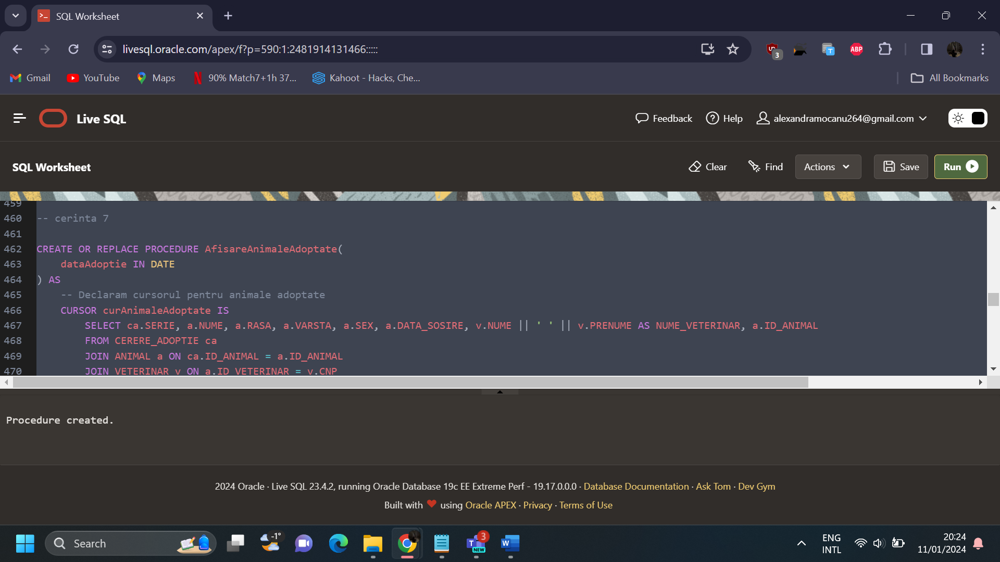 SQL Worksheet
livesql.oracle.com/apex/f?p=590:1:2481914131466:::::
3
ABP
Gmail
YouTube
Maps
90% Match7+1h 37...
Kahoot - Hacks, Che...
All Bookmarks
Live SQL
Feedback
Help
alexandramocanu264@gmail.com
SQL Worksheet
Clear
Find
Actions
Save
Run
459
460 -- cerinta 7
461
462 CREATE OR REPLACE PROCEDURE AfisareAnimaleAdoptate(
463 dataAdoptie IN DATE
464 ) AS
465 -- Declaram cursorul pentru animale adoptate
466 CURSOR curAnimaleAdoptate IS
467 SELECT ca.SERIE, a.NUME, a.RASA, a.VARSTA, a.SEX, a.DATA_SOSIRE, v.NUME || ' ' || v.PRENUME AS NUME_VETERINAR, a.ID_ANIMAL
468 FROM CERERE_ADOPTIE ca
469 JOIN ANIMAL a ON ca.ID_ANIMAL = a.ID_ANIMAL
470 JOIN VETERINAR v ON a.ID_VETERINAR = v.CNP
Procedure created.
2024 Oracle · Live SQL 23.4.2, running Oracle Database 19c EE Extreme Perf - 19.17.0.0.0 · Database Documentation · Ask Tom · Dev Gym
Built with ❤ using Oracle APEX · Privacy · Terms of Use
Search
-1°
3
NEW
ENG
INTL
20:24
11/01/2024